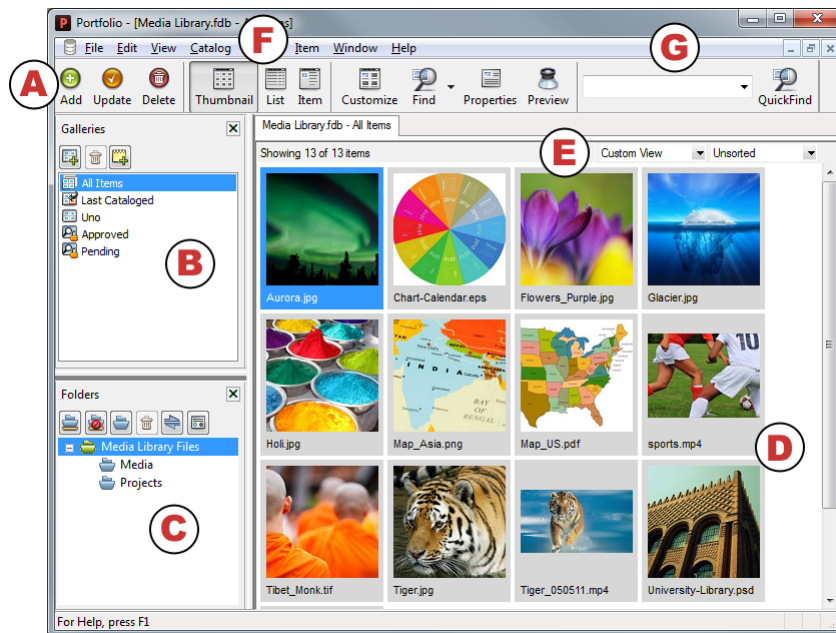 Portfolio - [Media Library.fdb - All Items]
File Edit View Catalog Item Window Help
F
G
A
Add Update Delete Thumbnail List Item Customize Find Properties Preview QuickFind
Galleries
Media Library.fdb - All Items
Showing 13 of 13 items
E
Custom View
Unsorted
All Items
Last Cataloged
Uno
Approved
Pending
B
Aurora.jpg
Chart-Calendar.eps
Flowers_Purple.jpg
Glacier.jpg
INDIA
BAY OF BENGAL
10
Holi.jpg
Map_Asia.png
Map_US.pdf
sports.mp4
D
Folders
Media Library Files
Media
Projects
C
Tibet_Monk.tif
Tiger.jpg
Tiger_050511.mp4
University-Library.psd
For Help, press F1